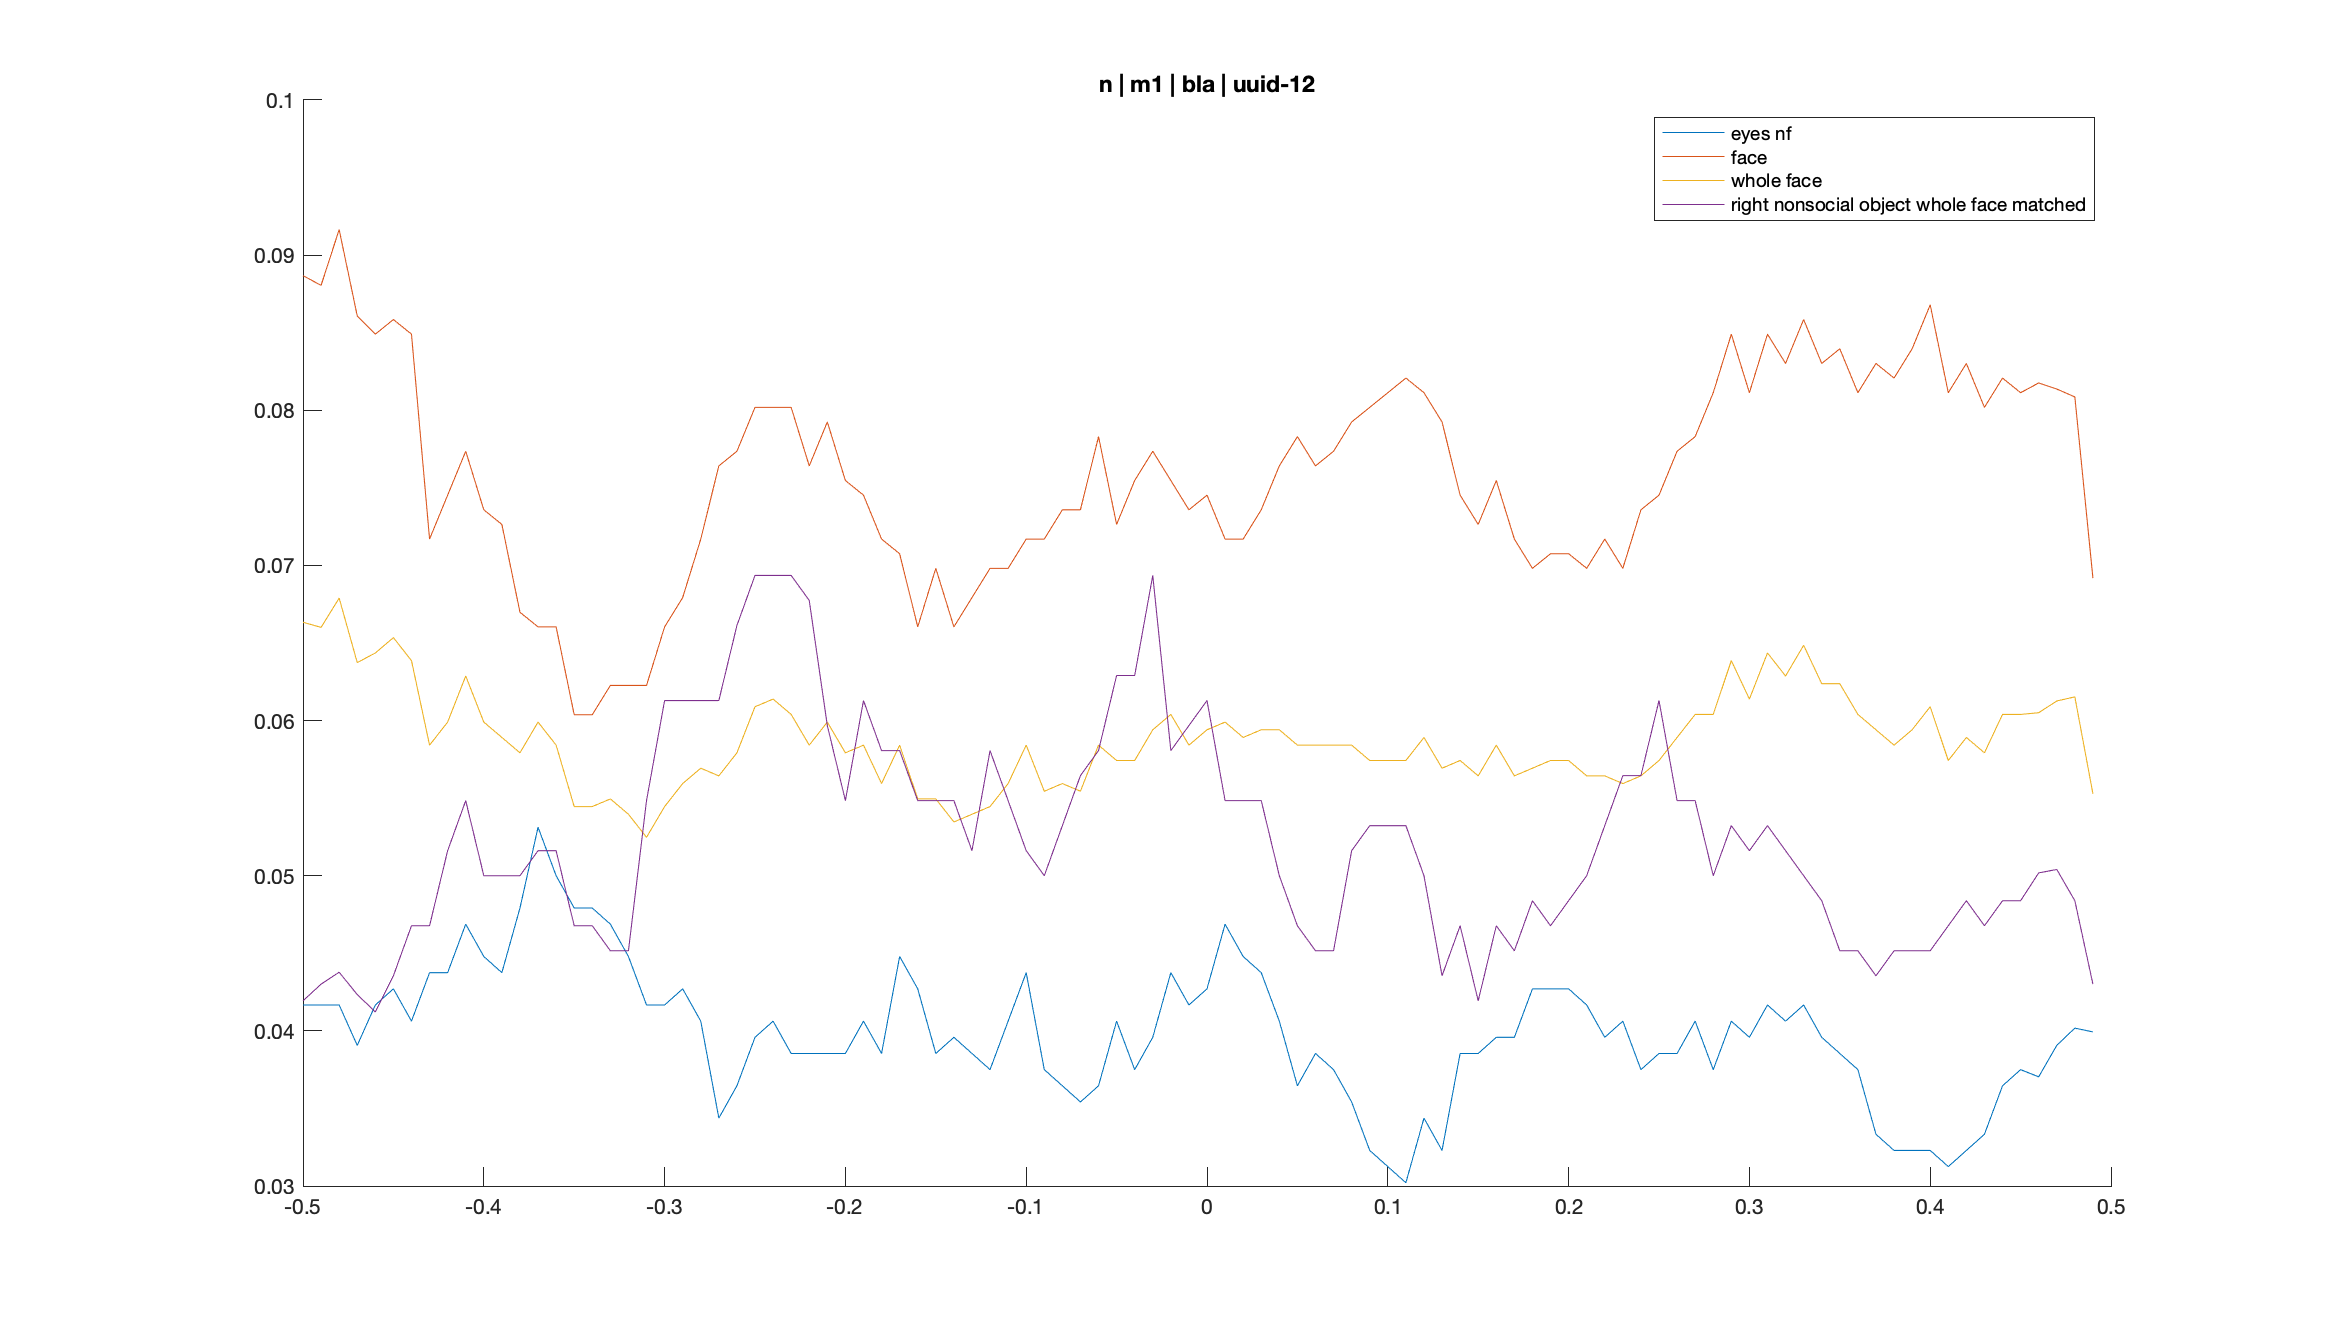 n | m1 | bla | uuid-12
0.1
eyes nf
face
whole face
right nonsocial object whole face matched
0.09
0.08
0.07
0.06
0.05
0.04
0.03
-0.5 -0.4 -0.3 -0.2 -0.1 0 0.1 0.2 0.3 0.4 0.5